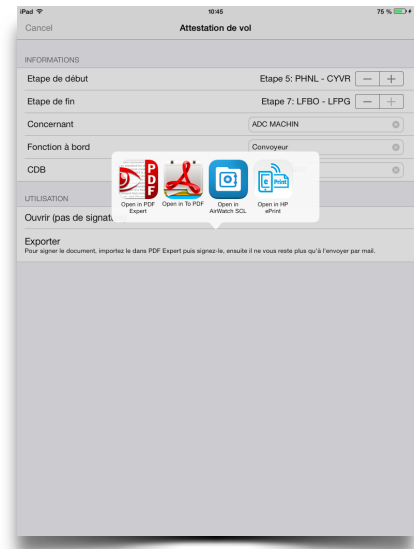 iPad 10:45 75 %
Cancel Attestation de vol
INFORMATIONS
Etape de début Etape 5: PHNL - CYVR
Etape de fin Etape 7: LFBO - LFPG
Concernant ADC MACHIN
Fonction à bord Convoyeur
CDB
PDF
Open in PDF Expert
Open in To PDF
Open in AirWatch SCL
ePrint
Open in HP ePrint
UTILISATION
Ouvrir (pas de signat
Exporter
Pour signer le document, importez le dans PDF Expert puis signez-le, ensuite il ne vous reste plus qu'à l'envoyer par mail.